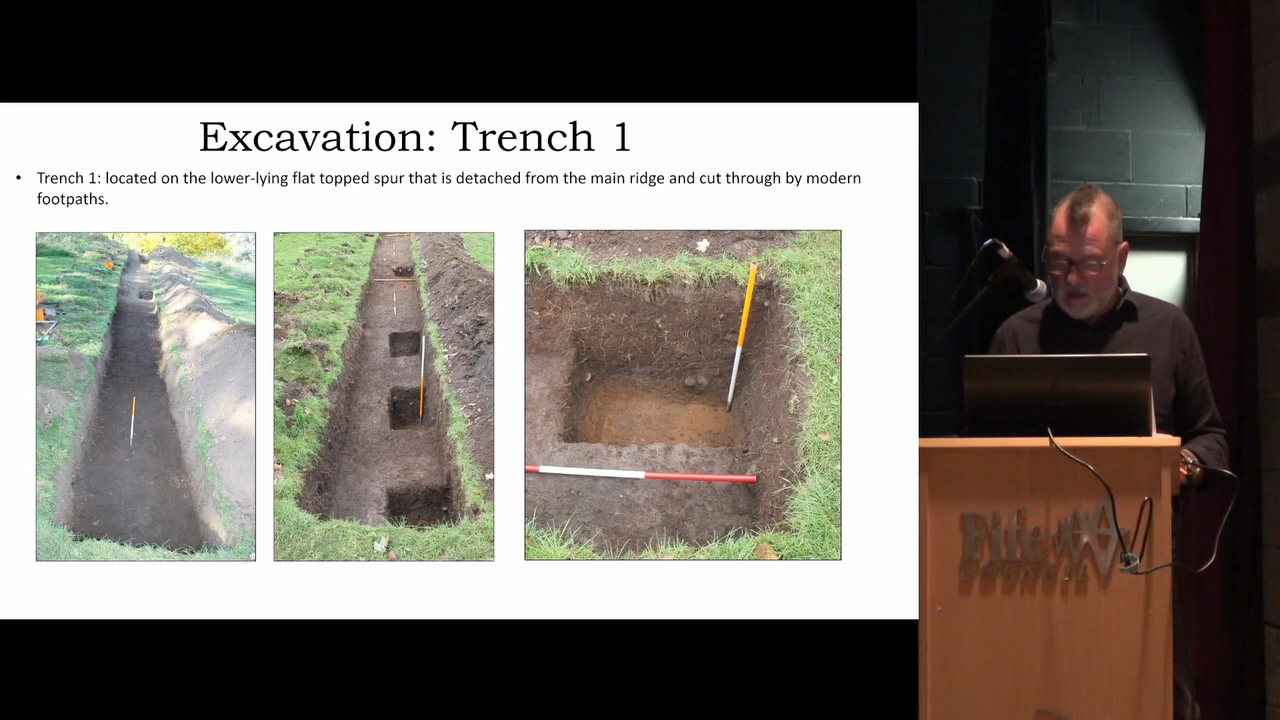 Excavation: Trench 1
• Trench 1: located on the lower-lying flat topped spur that is detached from the main ridge and cut through by modern
footpaths.
Fife
COUNCIL